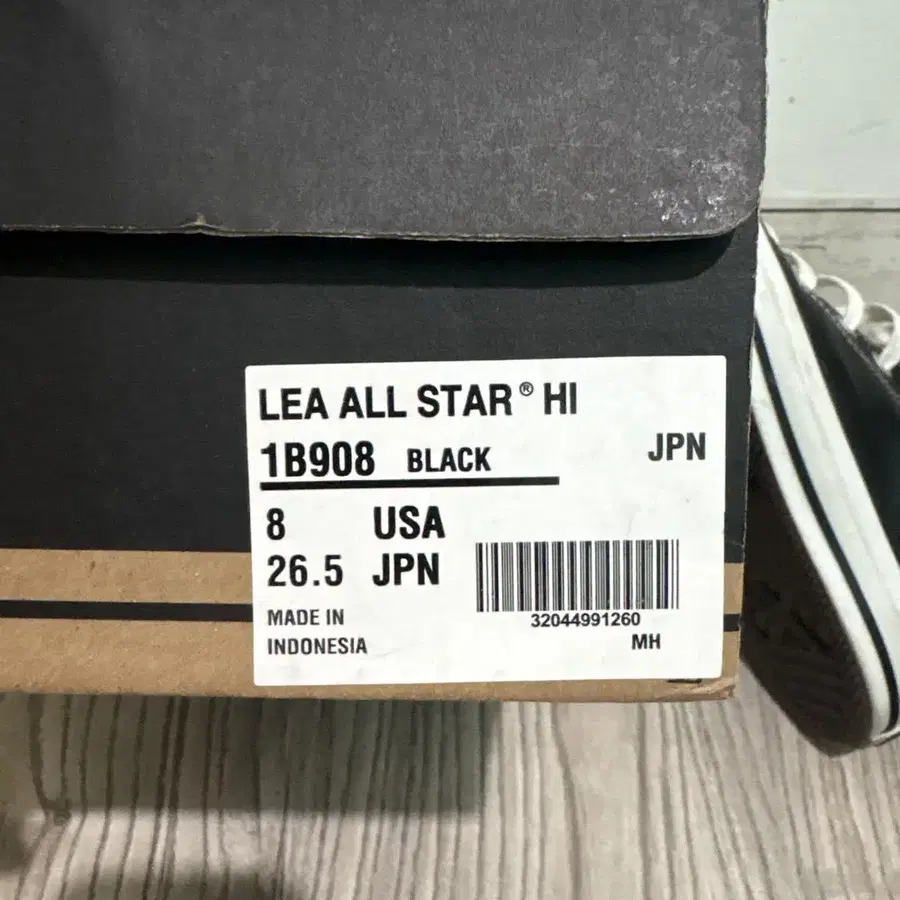 LEA ALL STAR® HI
1B908 BLACK JPN
8 USA
26.5 JPN
MADE IN
INDONESIA
32044991260
MH